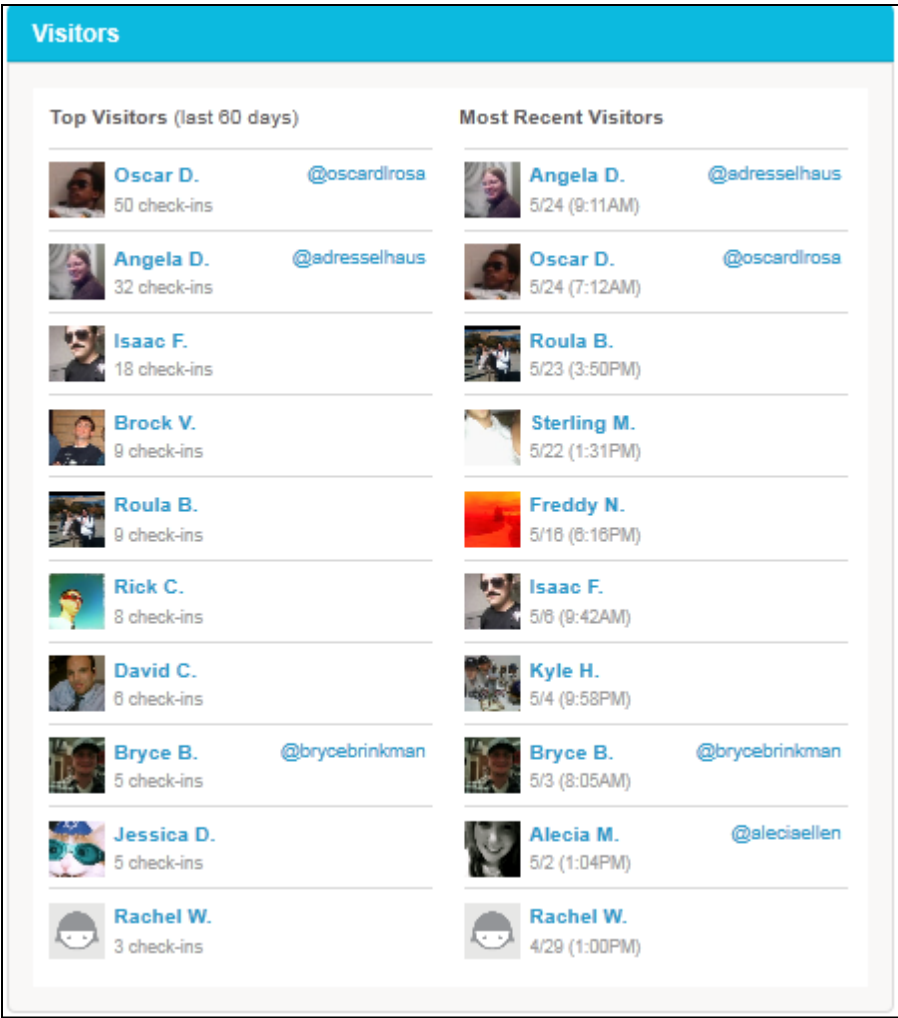 Visitors
Top Visitors (last 60 days)
Oscar D. @oscardlrosa
50 check-ins
Angela D. @adresselhaus
32 check-ins
Isaac F.
18 check-ins
Brock V.
9 check-ins
Roula B.
9 check-ins
Rick C.
8 check-ins
David C.
6 check-ins
Bryce B. @brycebrinkman
5 check-ins
Jessica D.
5 check-ins
Rachel W.
3 check-ins
Most Recent Visitors
Angela D. @adresselhaus
5/24 (9:11AM)
Oscar D. @oscardlrosa
5/24 (7:12AM)
Roula B.
5/23 (3:50PM)
Sterling M.
5/22 (1:31PM)
Freddy N.
5/16 (6:16PM)
Isaac F.
5/6 (9:42AM)
Kyle H.
5/4 (9:58PM)
Bryce B. @brycebrinkman
5/3 (8:05AM)
Alecia M. @aleciaellen
5/2 (1:04PM)
Rachel W.
4/29 (1:00PM)